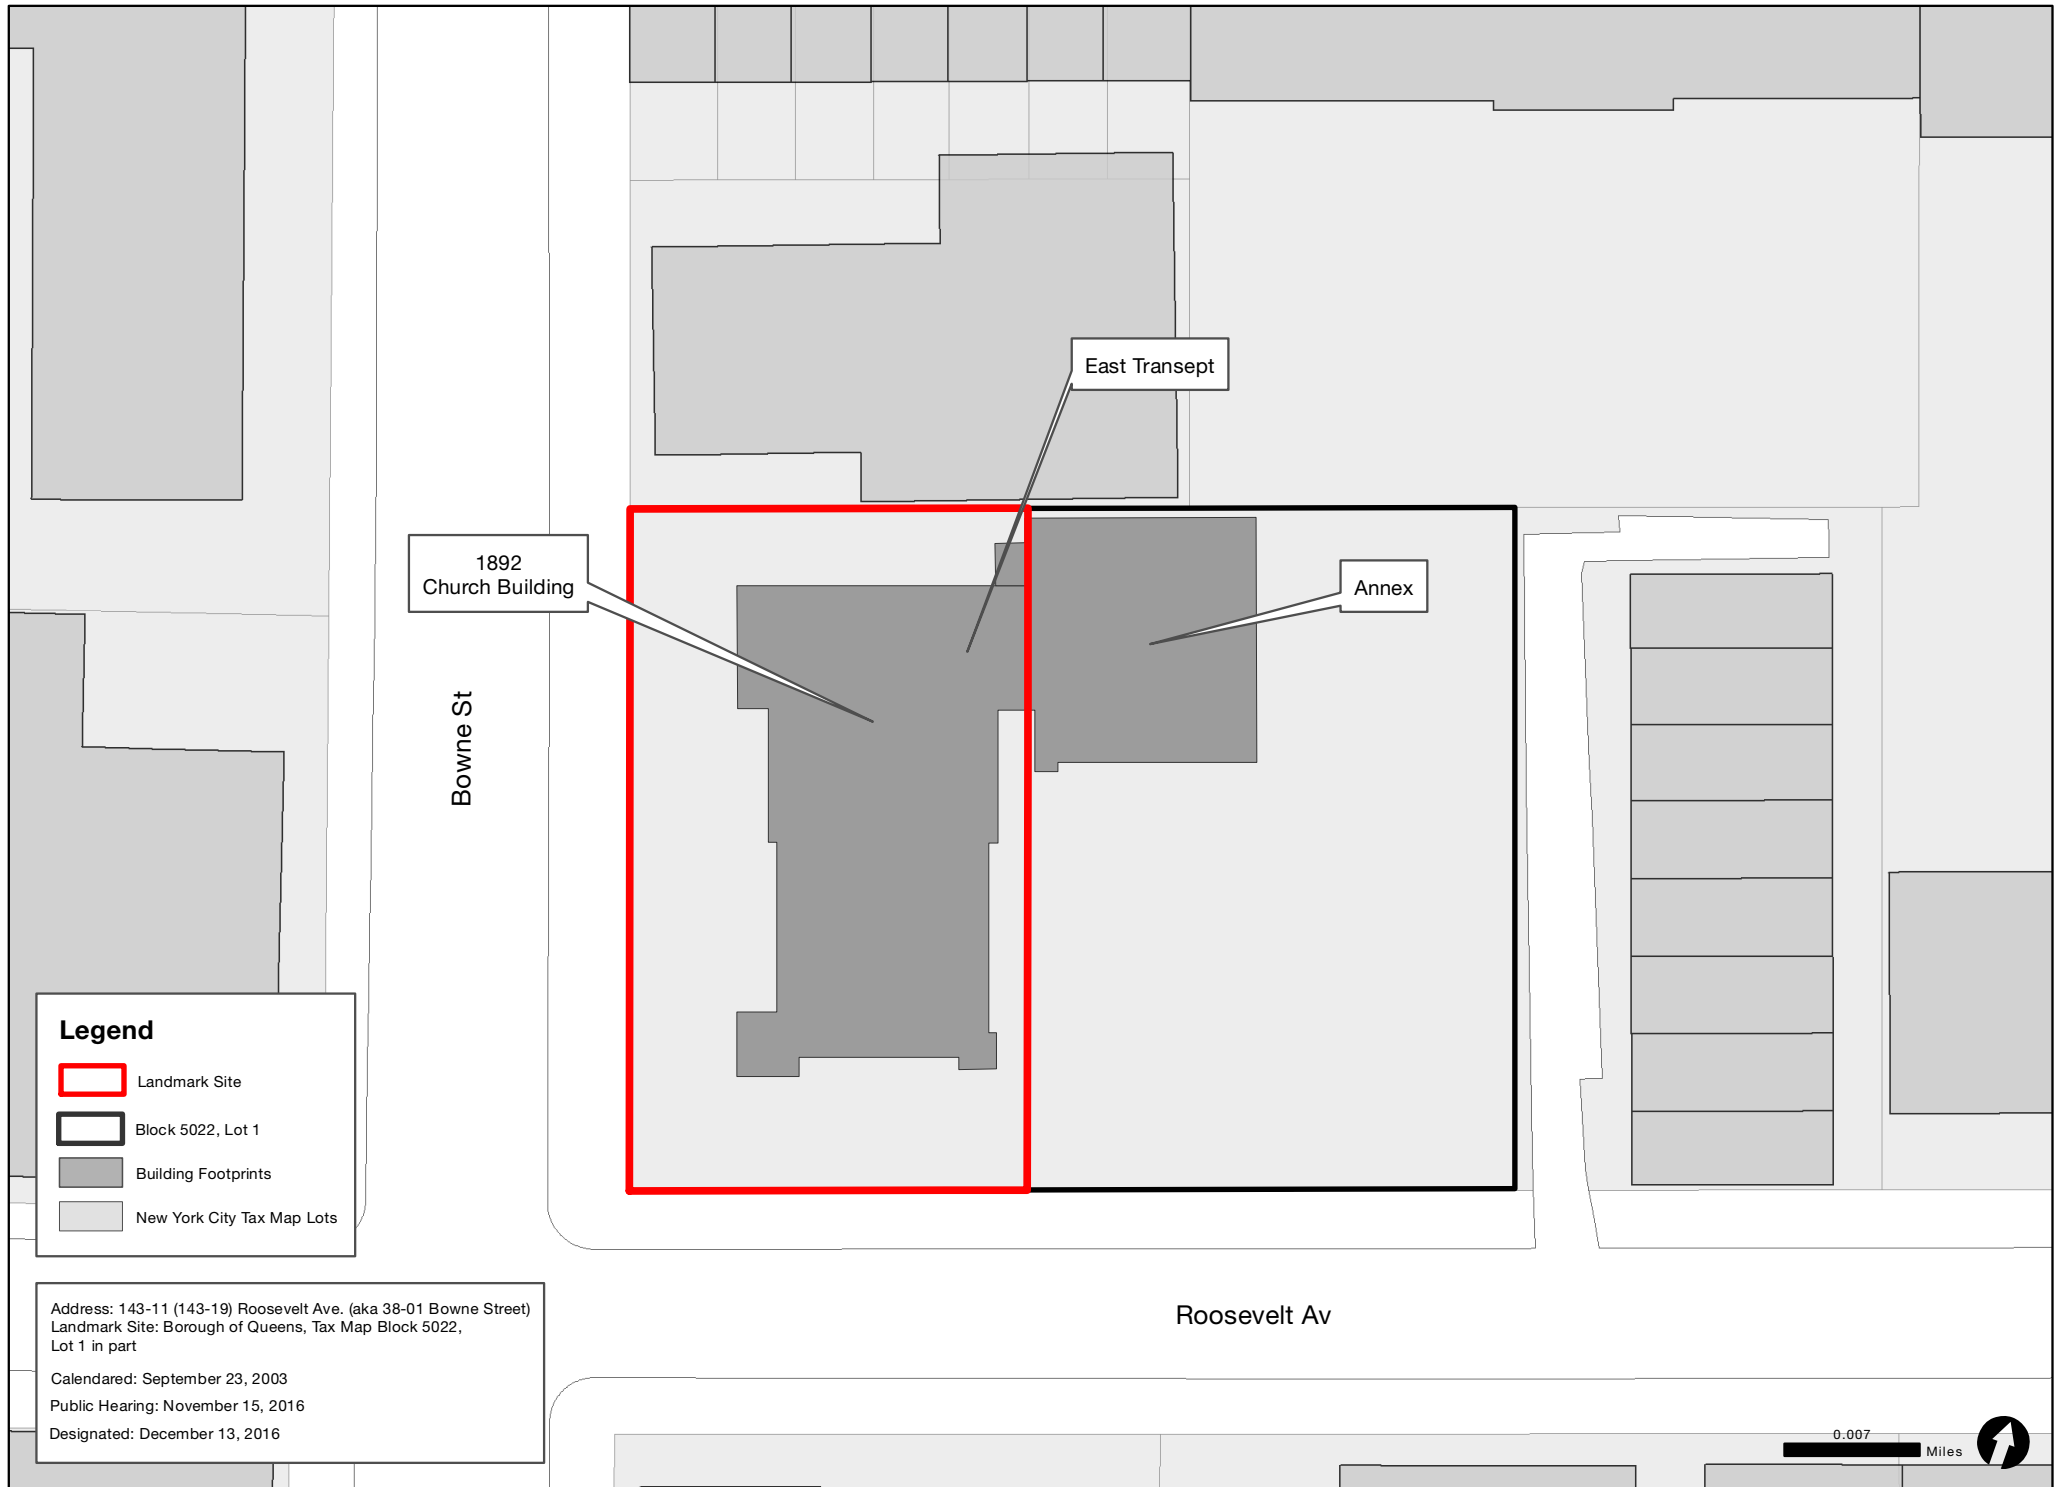 East Transept
1892
Church Building
Annex
Bowne St
Legend
Landmark Site
Block 5022, Lot 1
Building Footprints
New York City Tax Map Lots
Address: 143-11 (143-19) Roosevelt Ave. (aka 38-01 Bowne Street)
Landmark Site: Borough of Queens, Tax Map Block 5022,
Lot 1 in part
Calendared: September 23, 2003
Public Hearing: November 15, 2016
Designated: December 13, 2016
Roosevelt Av
0.007
Miles